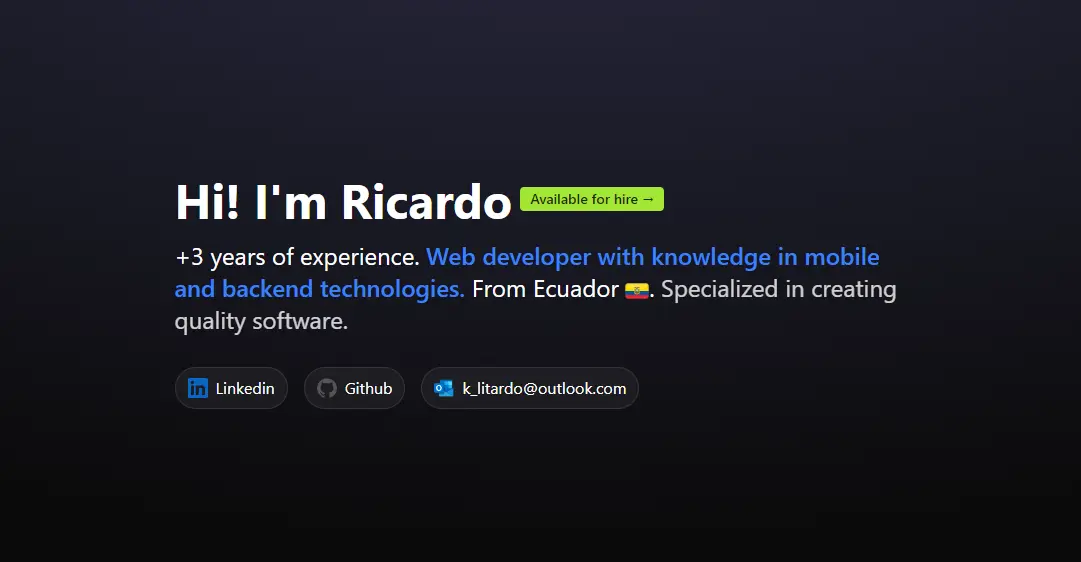 Hi! I'm Ricardo Available for hire →
+3 years of experience. Web developer with knowledge in mobile
and backend technologies. From Ecuador 🇪🇨. Specialized in creating
quality software.
Linkedin Github k_litardo@outlook.com